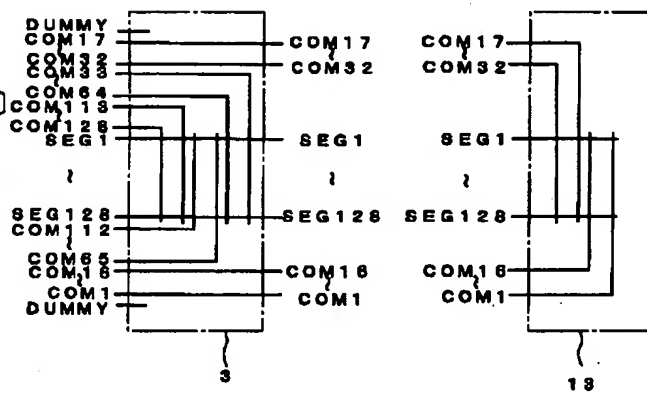 DUMMY
COM17
~
COM32
COM33
~
COM64
COM113
~
COM128
SEG1
~
SEG128
COM112
~
COM65
COM16
~
COM1
DUMMY
COM17
~
COM32
SEG1
~
SEG128
COM16
~
COM1
3
COM17
~
COM32
SEG1
~
SEG128
COM16
~
COM1
13